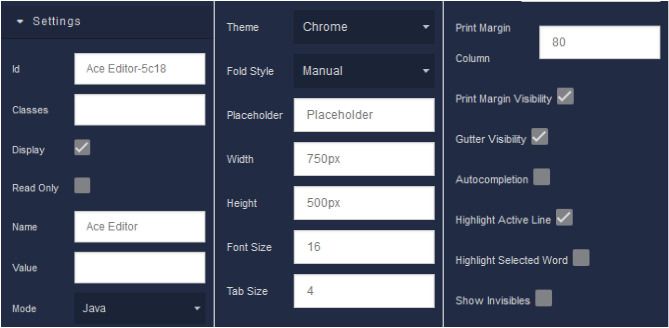 Settings
Id Ace Editor-5c18
Classes
Display
Read Only
Name Ace Editor
Value
Mode Java
Theme Chrome
Fold Style Manual
Placeholder Placeholder
Width 750px
Height 500px
Font Size 16
Tab Size 4
Print Margin
Column 80
Print Margin Visibility
Gutter Visibility
Autocompletion
Highlight Active Line
Highlight Selected Word
Show Invisibles